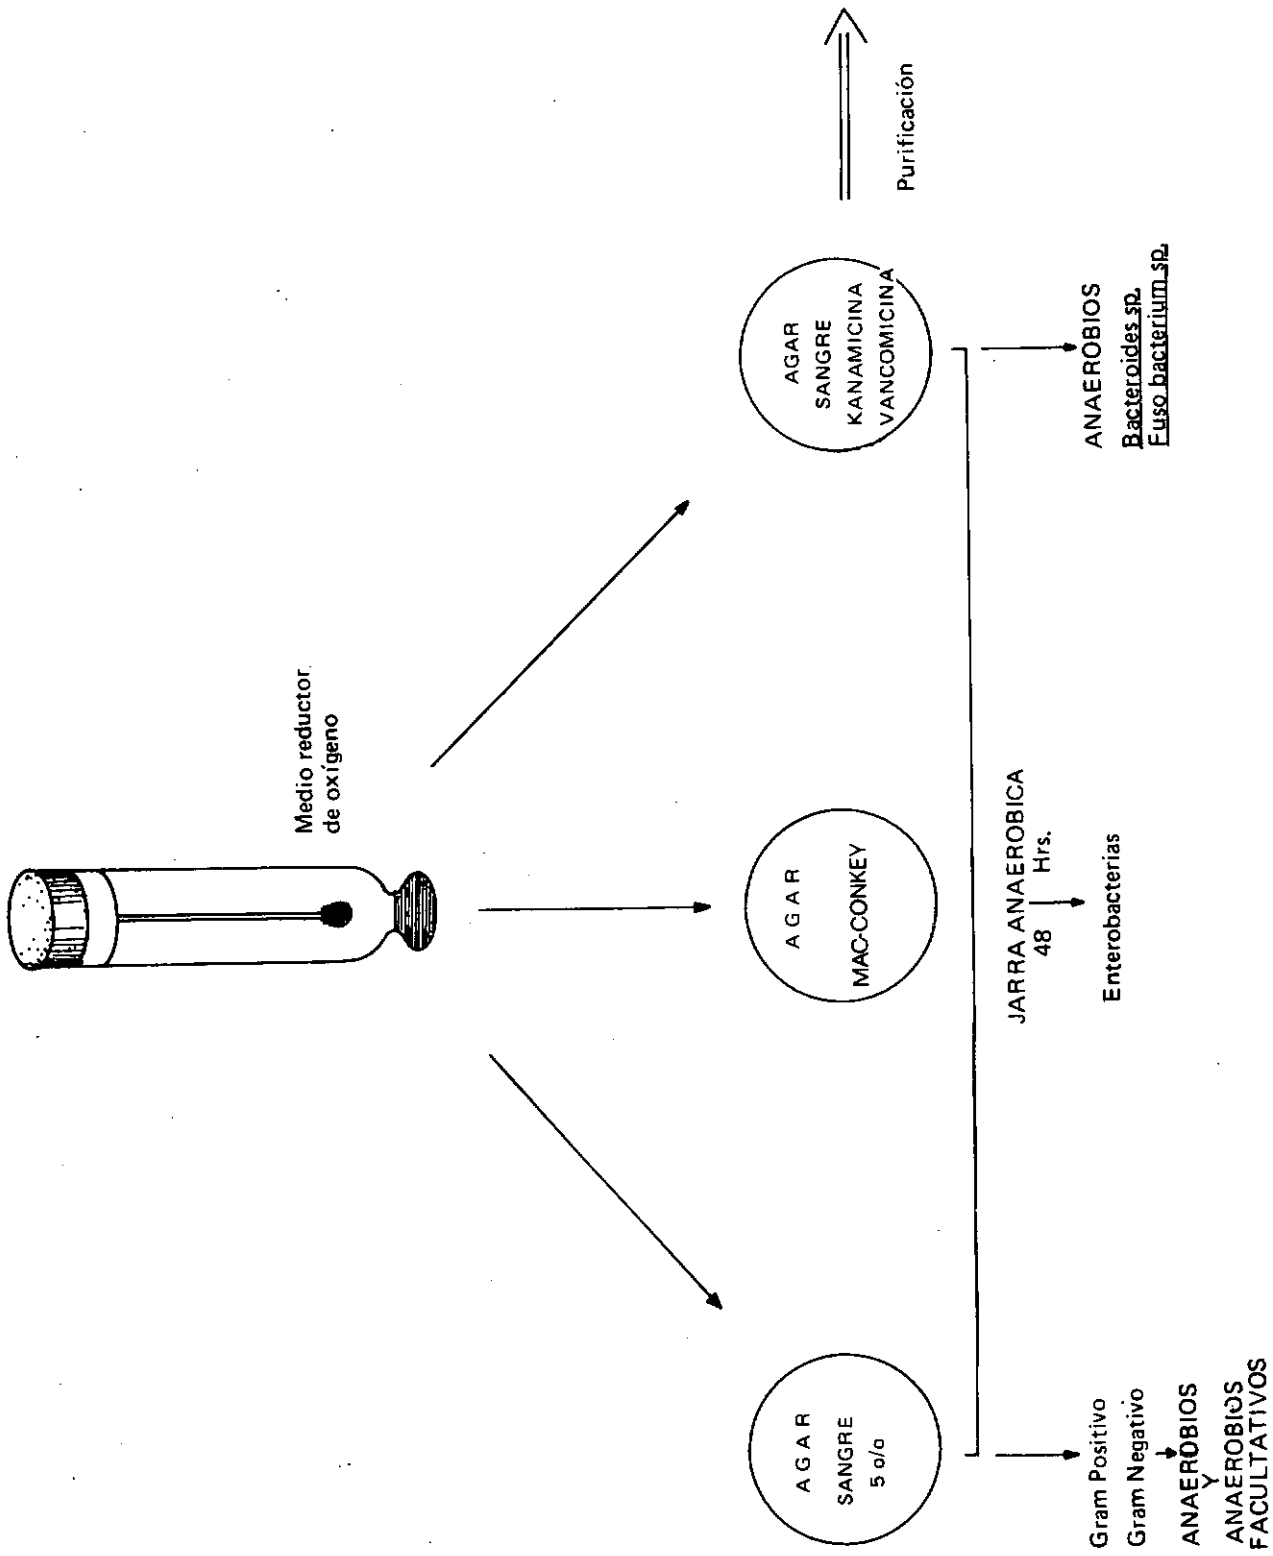 Medio reductor
de oxígeno
AGAR
SANGRE
5 o/o
AGAR
MAC-CONKEY
AGAR
SANGRE
KANAMICINA
VANCOMICINA
Purificación
JARRA ANAEROBICA
48 Hrs.
Gram Positivo
Gram Negativo
ANAEROBIOS
Y
ANAEROBIOS
FACULTATIVOS
Enterobacterias
ANAEROBIOS
Bacteroides sp.
Fuso bacterium sp.